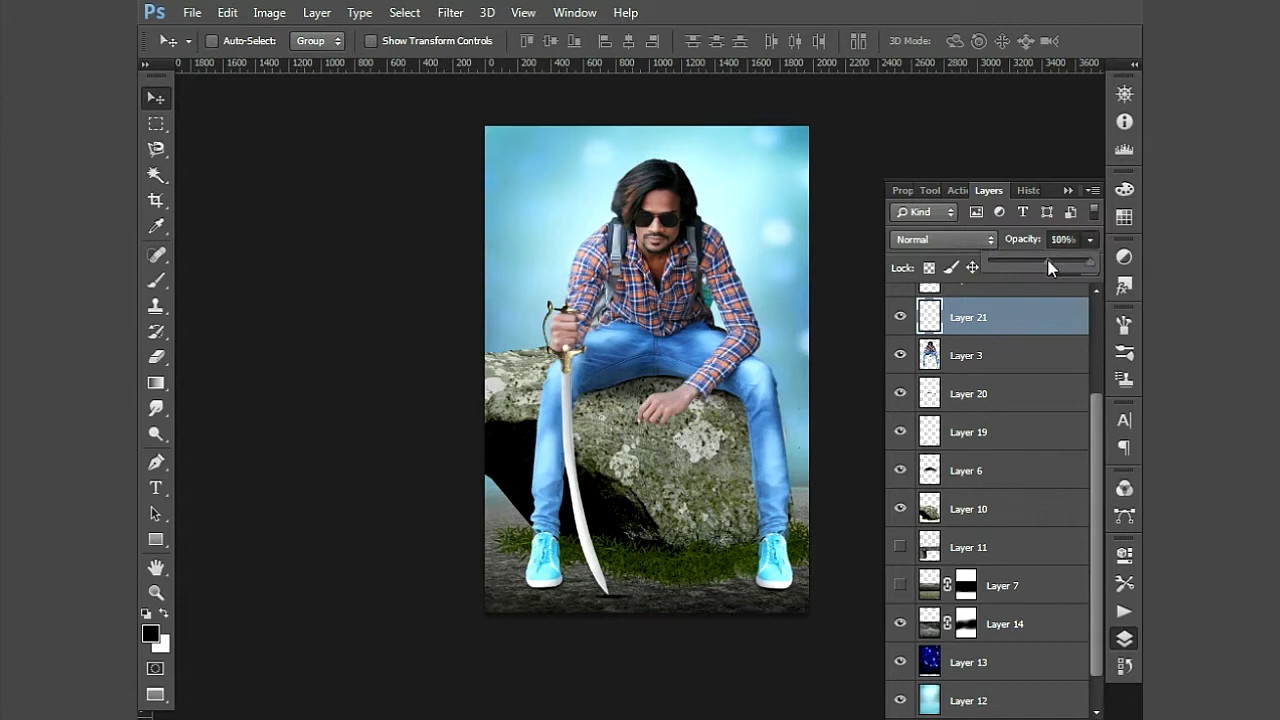 Ps File Edit Image Layer Type Select Filter 3D View Window Help
Auto-Select: Group Show Transform Controls 3D Mode:
0 1800 1600 1400 1200 1000 800 600 400 200 0 200 400 600 800 1000 1200 1400 1600 1800 2000 2200 2400 2600 2800 3000 3200 3400 3600
Prop Tool Actio Layers Histo
Kind
Normal Opacity:
Lock:
Layer 21
Layer 3
Layer 20
Layer 19
Layer 6
Layer 10
Layer 11
Layer 7
Layer 14
Layer 13
Layer 12